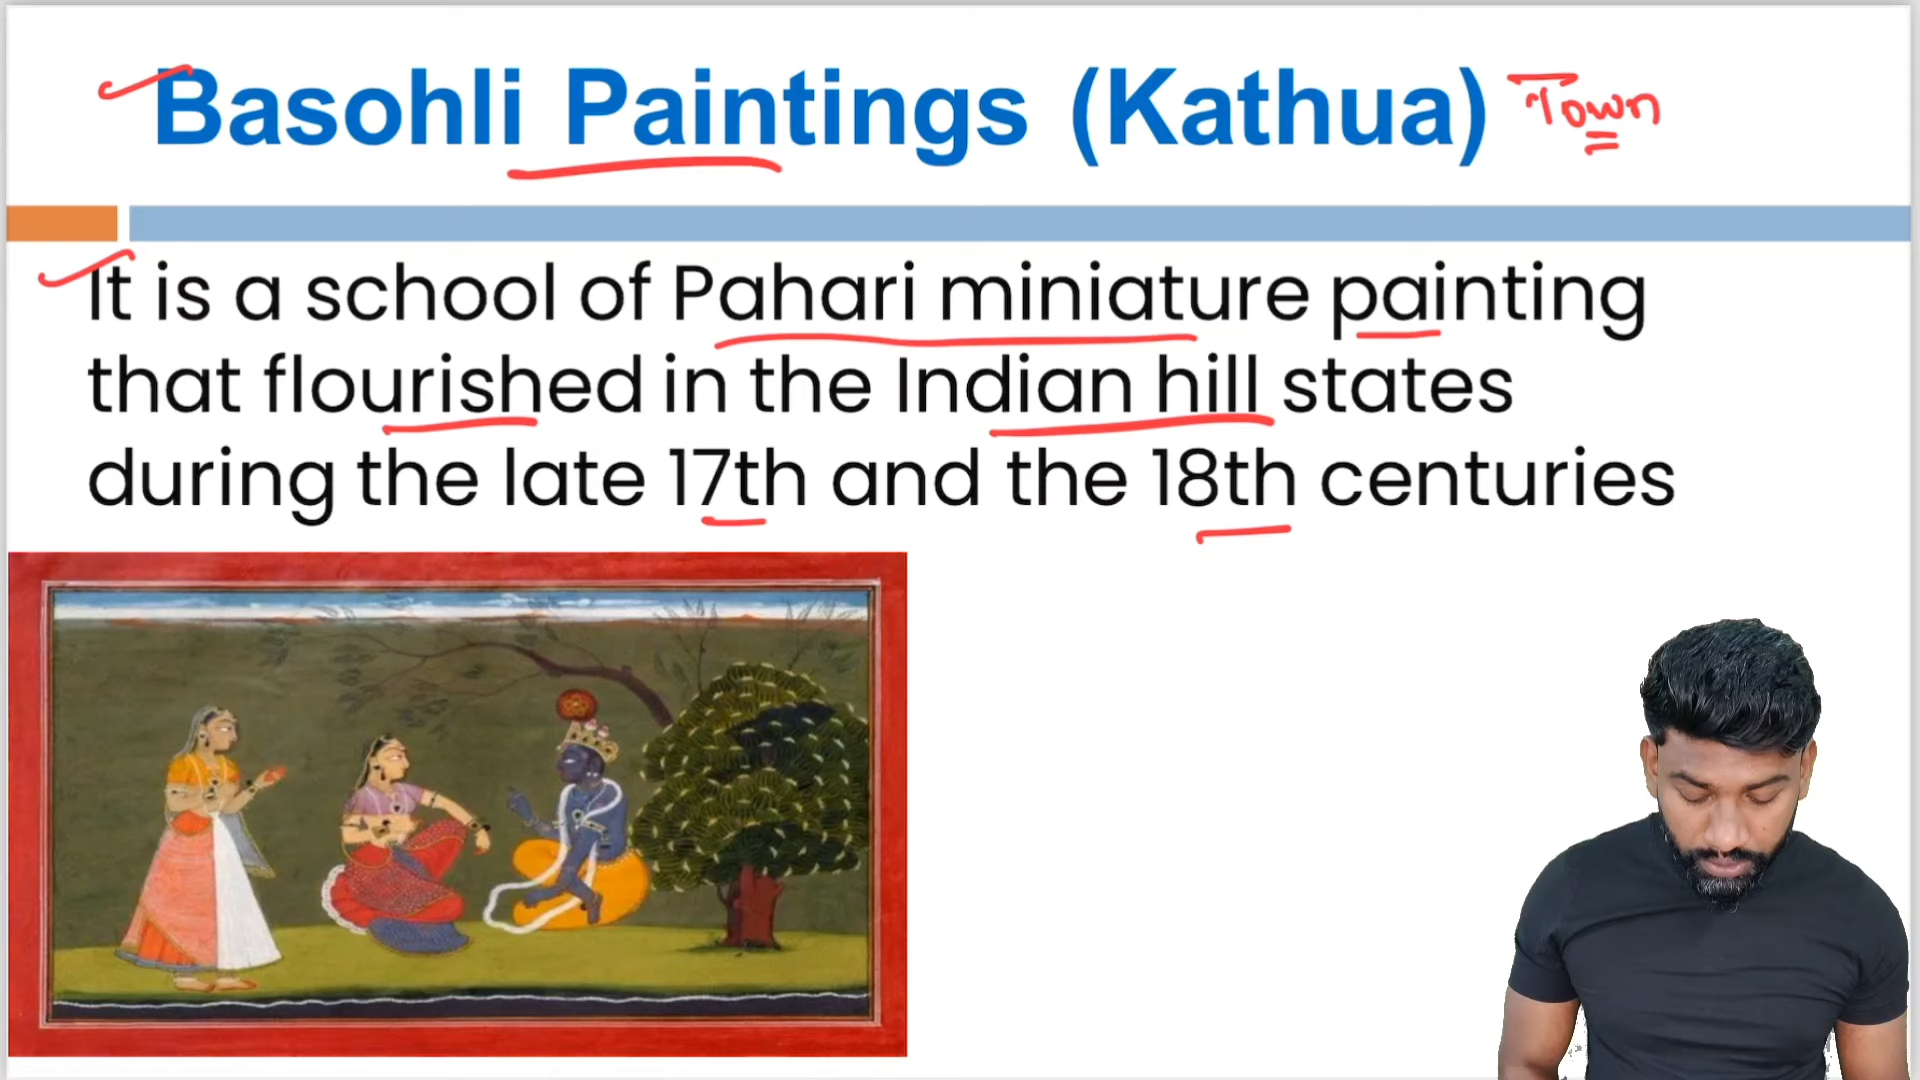 Basohli Paintings (Kathua) Town
It is a school of Pahari miniature painting
that flourished in the Indian hill states
during the late 17th and the 18th centuries